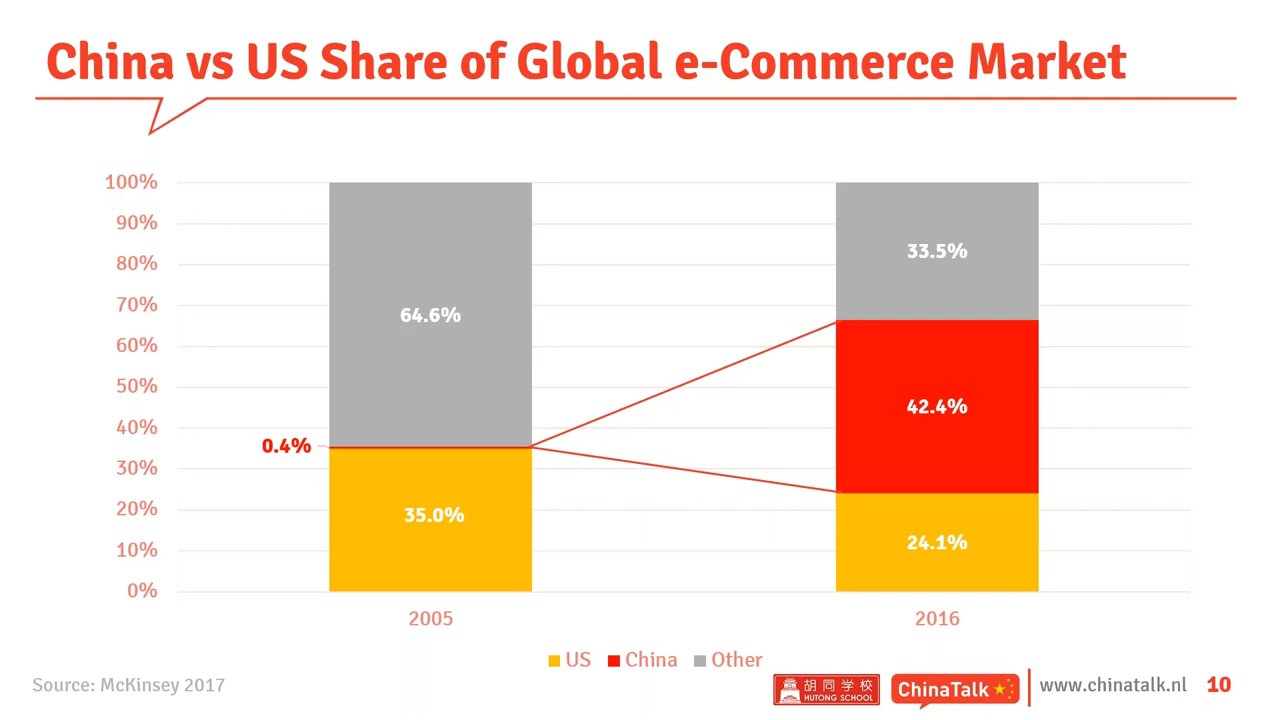 China vs US Share of Global e-Commerce Market
100%
90%
80%
70%
60%
50%
40%
30%
20%
10%
0%
64.6%
0.4%
35.0%
33.5%
42.4%
24.1%
2005
2016
US
China
Other
Source: McKinsey 2017
胡同学校
HUTONG SCHOOL
ChinaTalk
www.chinatalk.nl
10